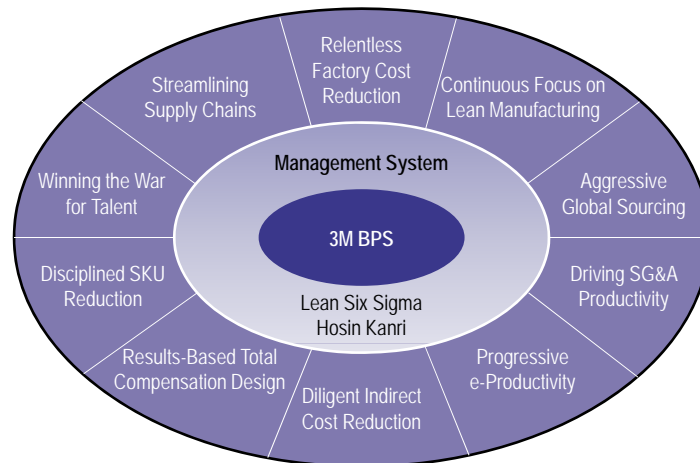 Relentless
Factory Cost
Reduction
Continuous Focus on
Lean Manufacturing
Aggressive
Global Sourcing
Driving SG&A
Productivity
Progressive
e-Productivity
Diligent Indirect
Cost Reduction
Results-Based Total
Compensation Design
Disciplined SKU
Reduction
Winning the War
for Talent
Streamlining
Supply Chains
Management System
3M BPS
Lean Six Sigma
Hosin Kanri